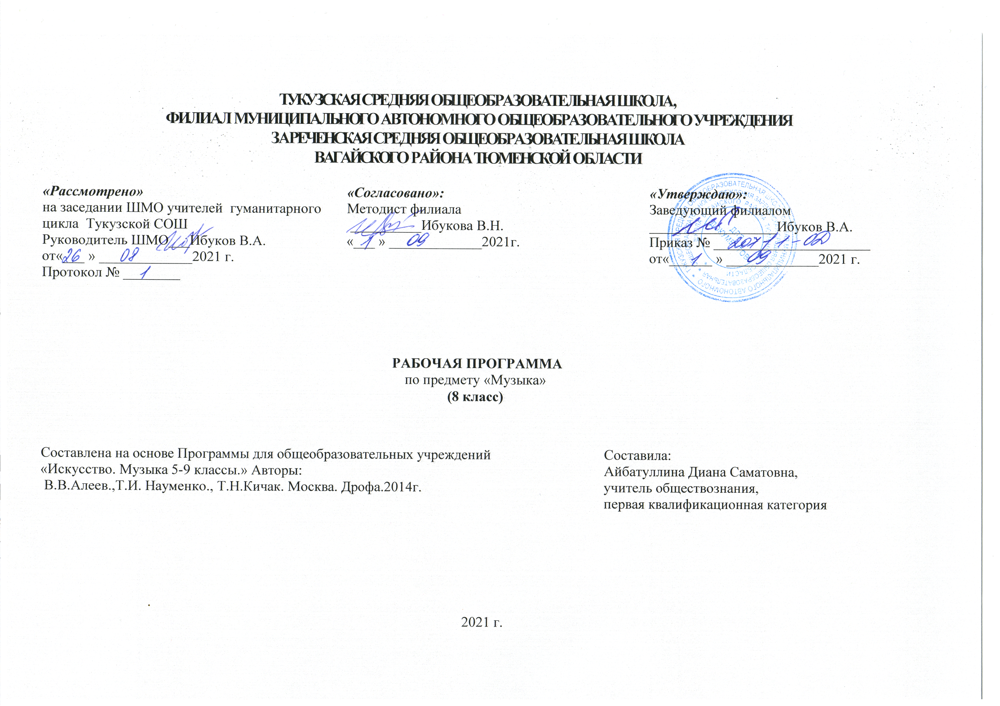 ТУКУЗСКАЯ СРЕДНЯЯ ОБЩЕОБРАЗОВАТЕЛЬНАЯ ШКОЛА,
ФИЛИАЛ МУНИЦИПАЛЬНОГО АВТОНОМНОГО ОБЩЕОБРАЗОВАТЕЛЬНОГО УЧРЕЖДЕНИЯ
ЗАРЕЧЕНСКАЯ СРЕДНЯЯ ОБЩЕОБРАЗОВАТЕЛЬНАЯ ШКОЛА
ВАГАЙСКОГО РАЙОНА ТЮМЕНСКОЙ ОБЛАСТИ
«Рассмотрено»
на заседании ШМО учителей гуманитарного
цикла Тукузской СОШ
Руководитель ШМО___Ибуков В.А.
от«26 » 08 2021 г.
Протокол № 1
«Согласовано»:
Методист филиала
__________Ибукова В.Н.
« 1 » 09 2021г.
«Утверждаю»:
Заведующий филиалом
__________________Ибуков В.А.
Приказ № 207/1-ОД
от« 1 » 09 2021 г.
РАБОЧАЯ ПРОГРАММА
по предмету «Музыка»
(8 класс)
Составлена на основе Программы для общеобразовательных учреждений
«Искусство. Музыка 5-9 классы.» Авторы:
В.В.Алеев.,Т.И. Науменко., Т.Н.Кичак. Москва. Дрофа.2014г.
Составила:
Айбатуллина Диана Саматовна,
учитель обществознания,
первая квалификационная категория
2021 г.